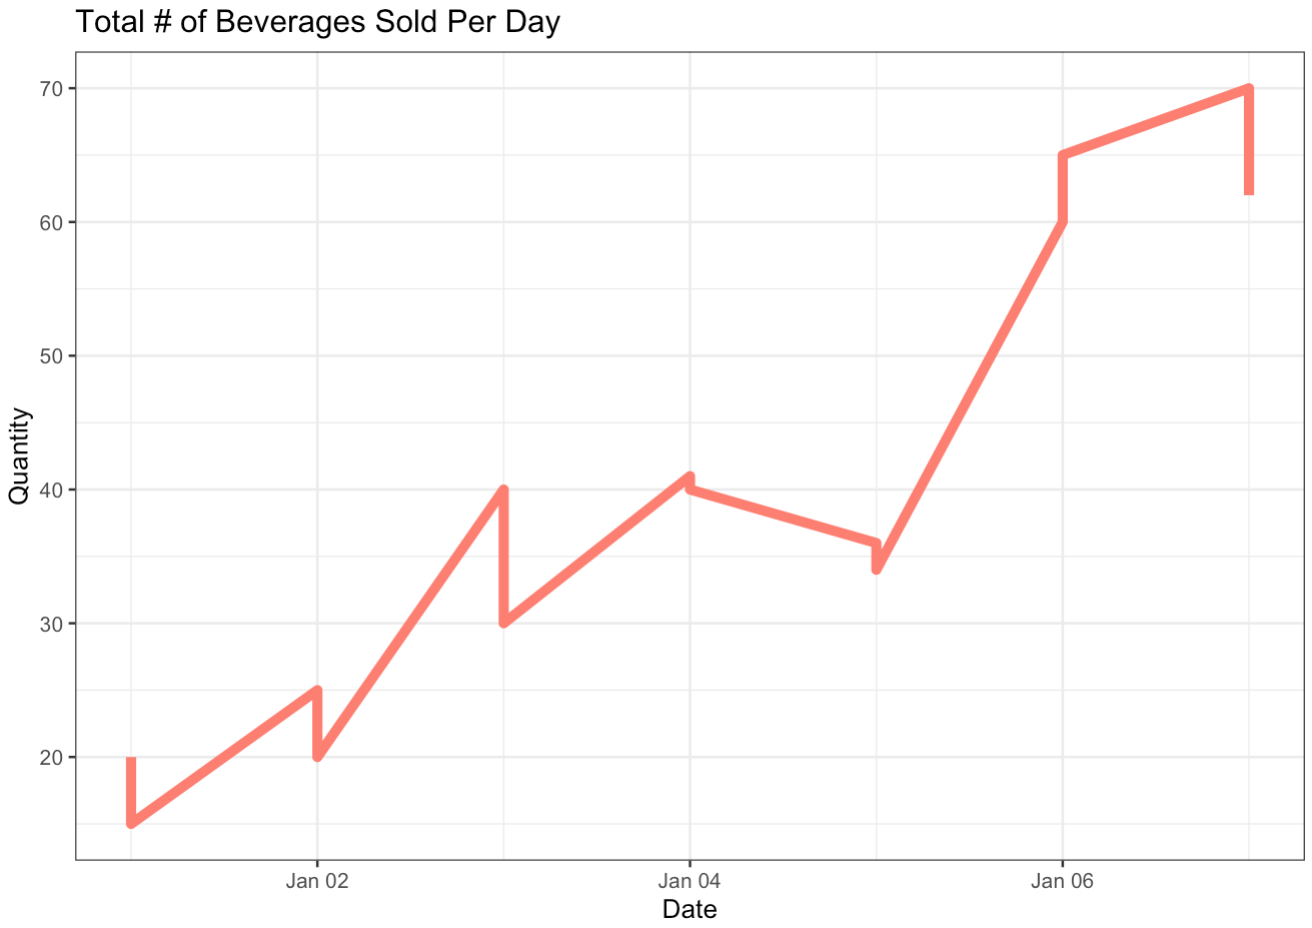 Total # of Beverages Sold Per Day
70
60
50
40
30
20
Quantity
Jan 02
Jan 04
Jan 06
Date